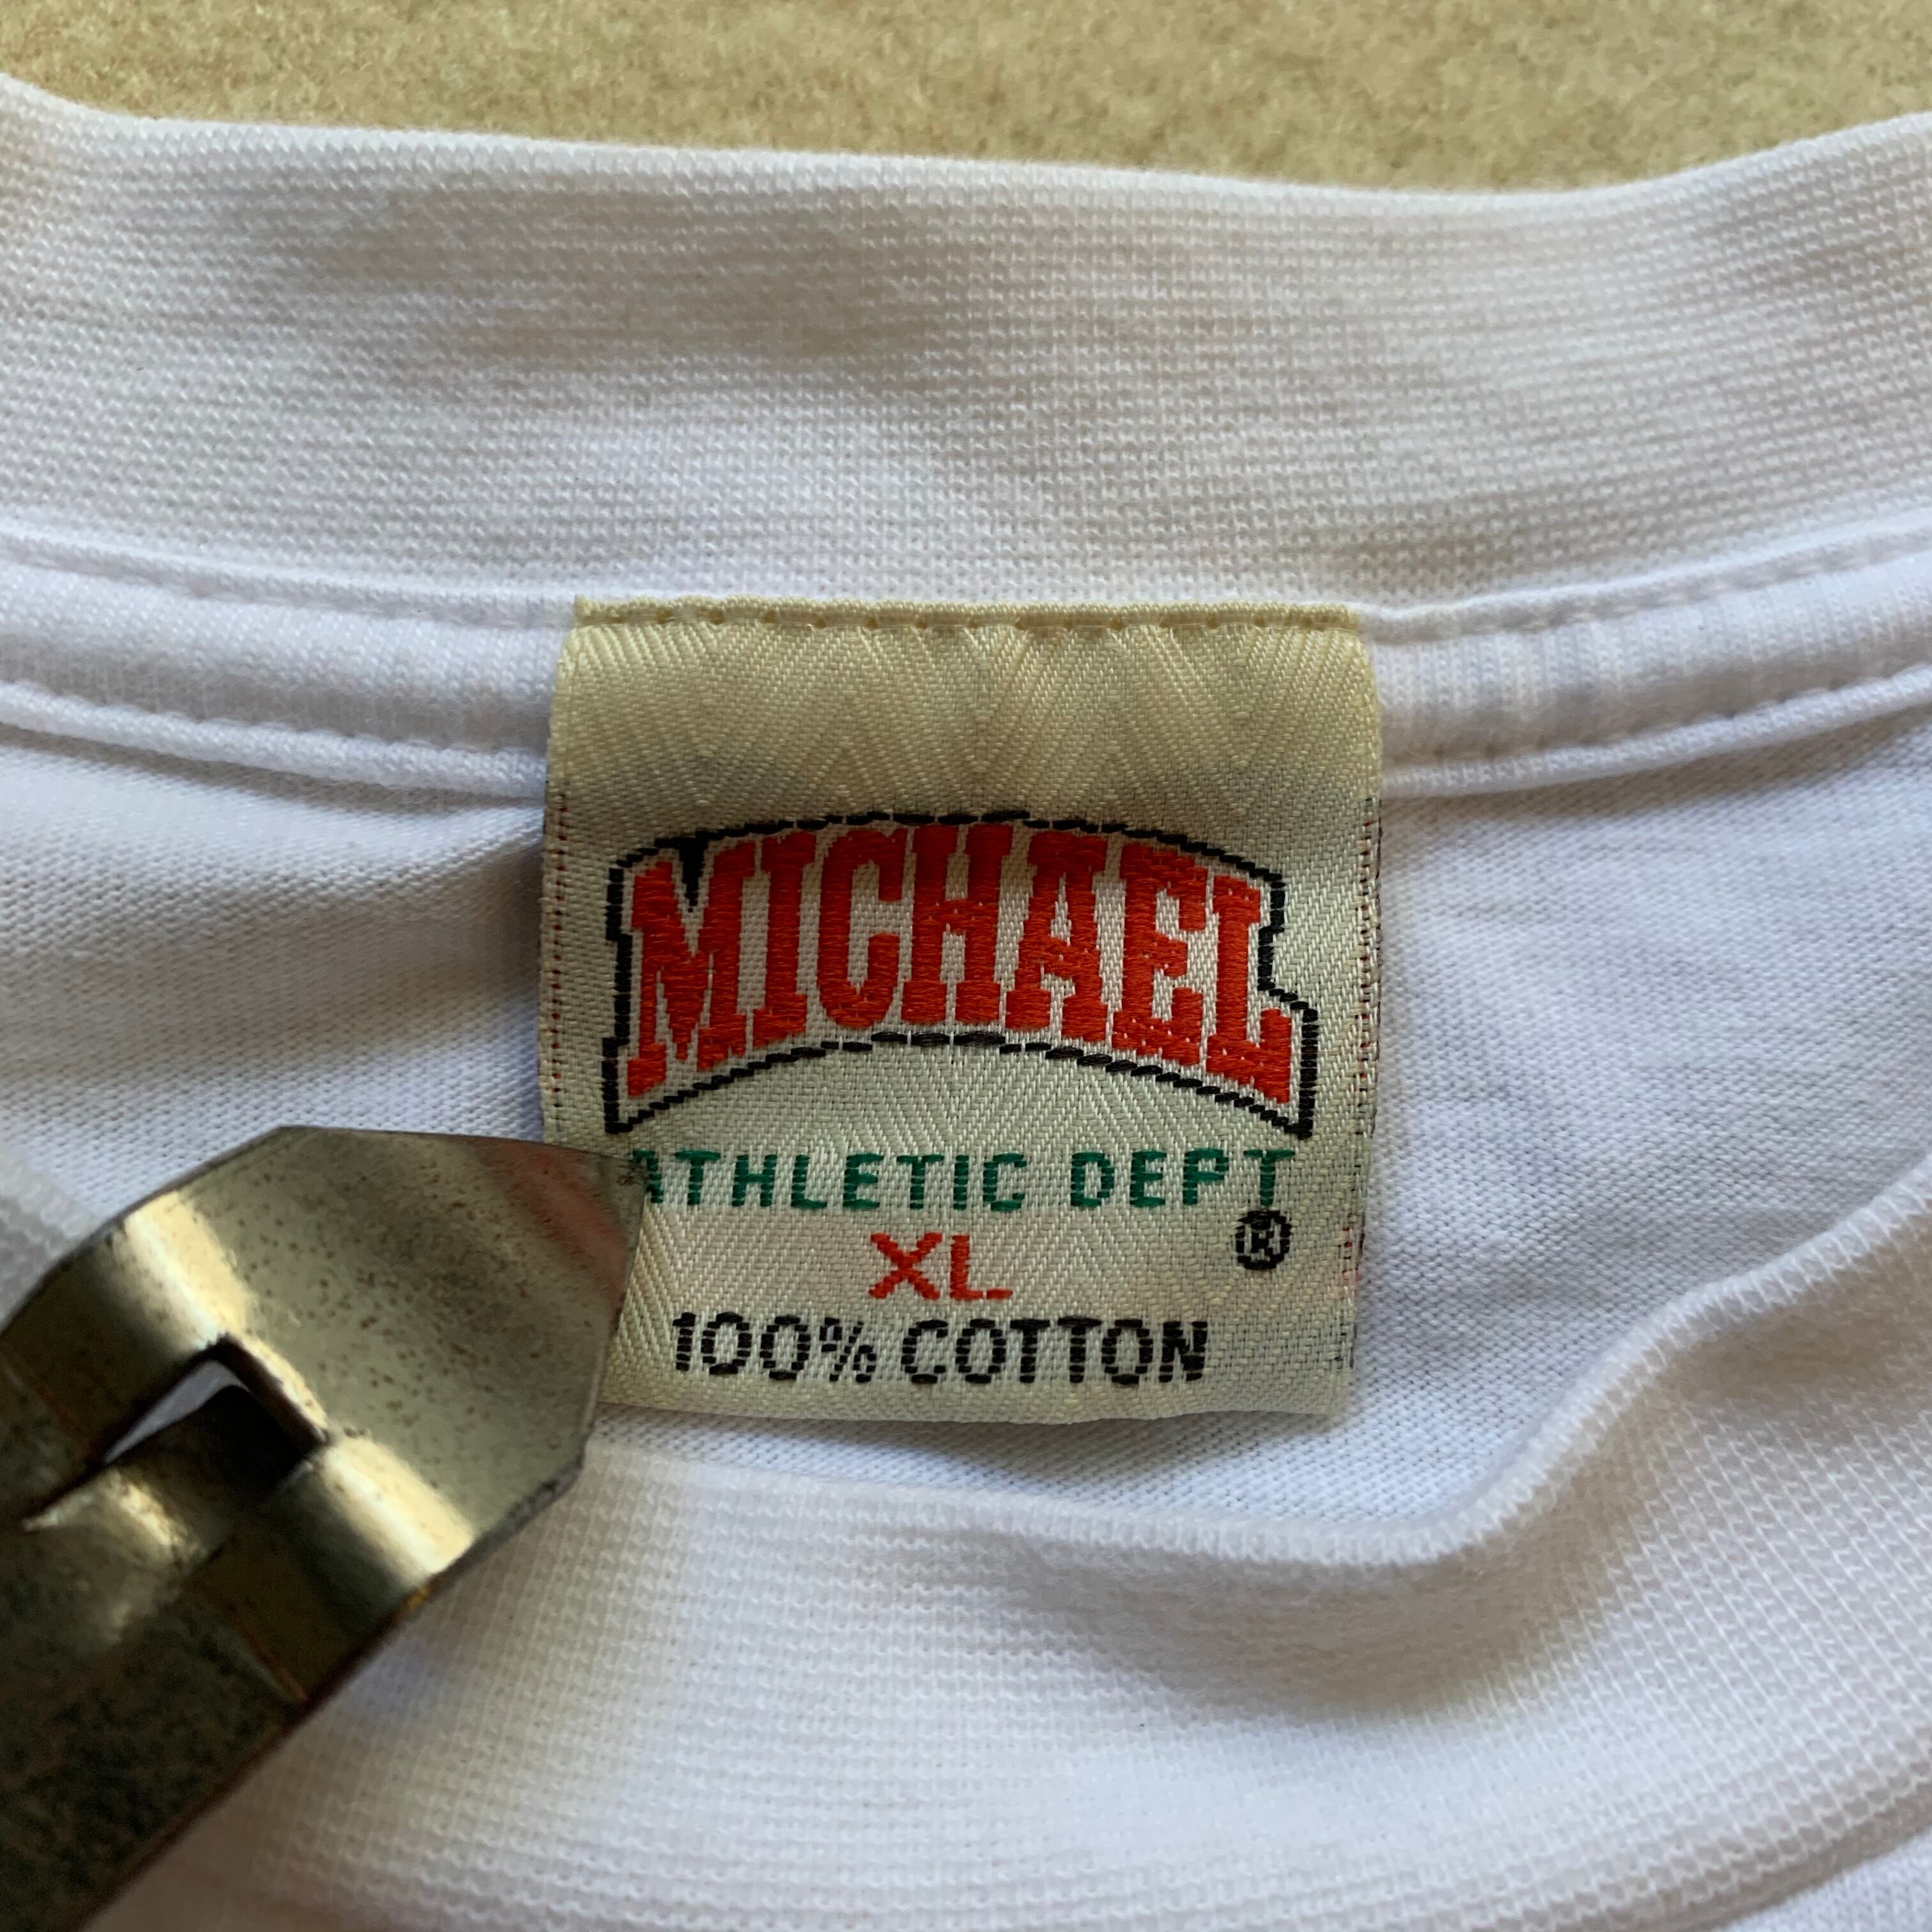 MICHAEL
ATHLETIC DEPT
®
XL
100% COTTON